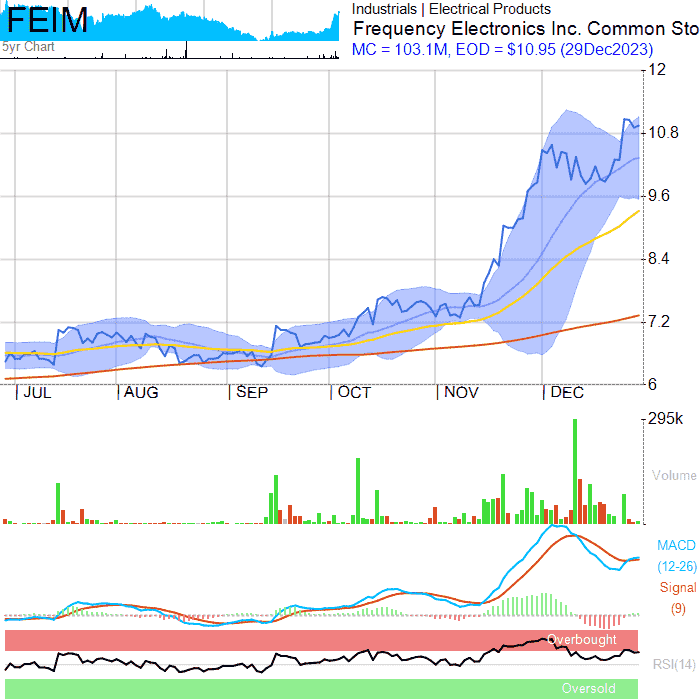 FEIM
5yr Chart
Industrials | Electrical Products
Frequency Electronics Inc. Common Sto
MC = 103.1M, EOD = $10.95 (29Dec2023)
12
10.8
9.6
8.4
7.2
6
JUL AUG SEP OCT NOV DEC
295k
Volume
MACD
(12-26)
Signal
(9)
Overbought
RSI(14)
Oversold